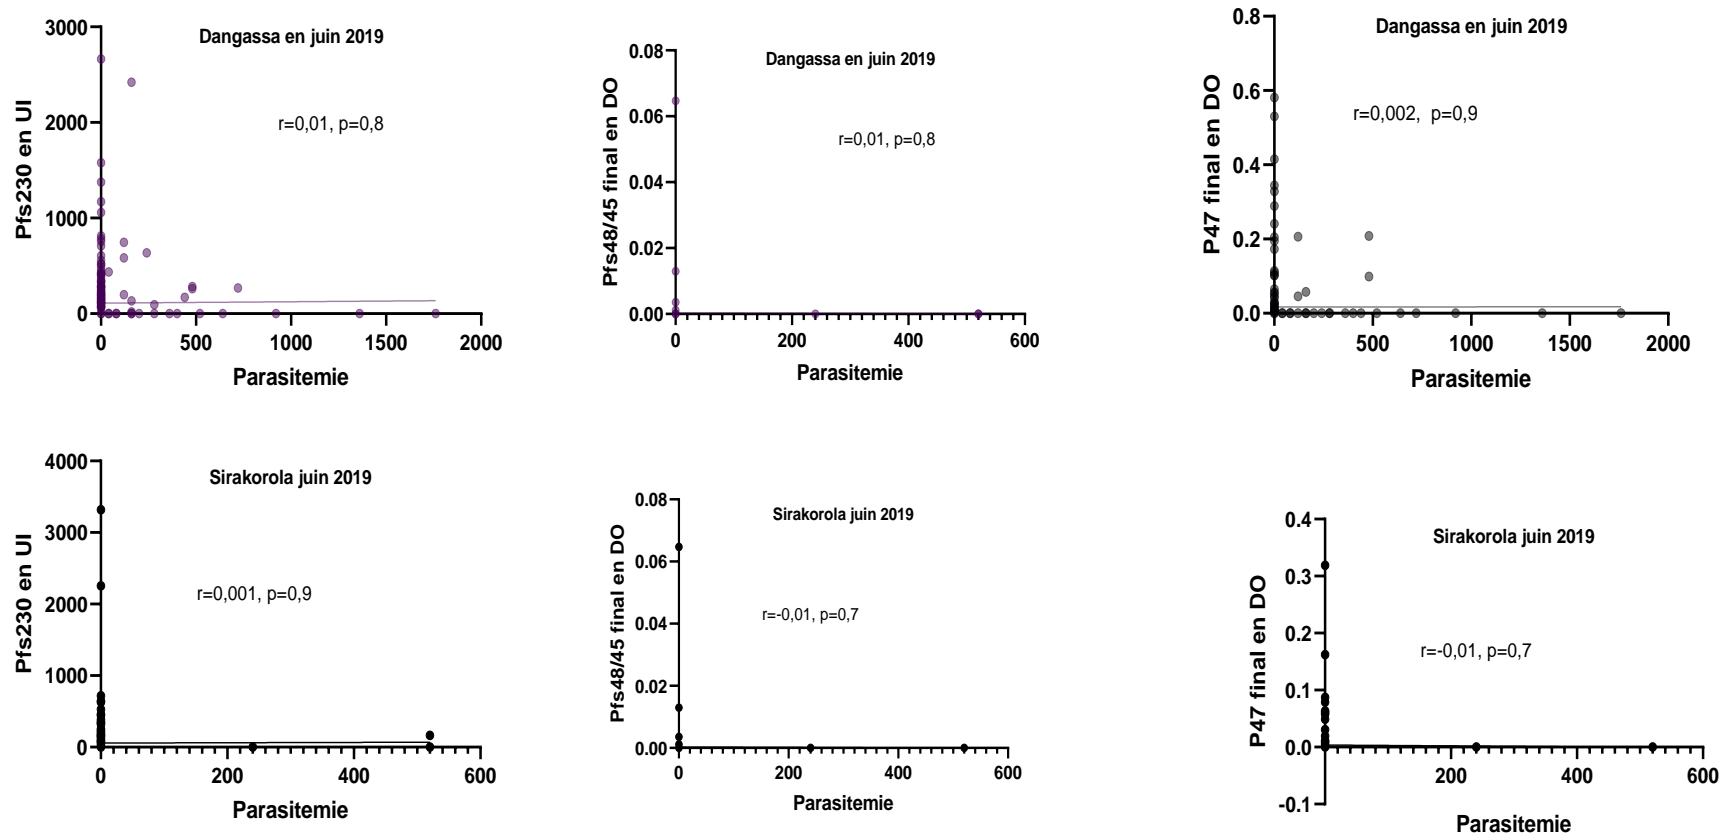 Dangassa en juin 2019
r=0,01, p=0,8
Pfs230 en UI
3000
2000
1000
0
0 500 1000 1500 2000
Parasitemie
Dangassa en juin 2019
r=0,01, p=0,8
Pfs48/45 final en DO
0.08
0.06
0.04
0.02
0.00
0 200 400 600
Parasitemie
Dangassa en juin 2019
r=0,002, p=0,9
P47 final en DO
0.8
0.6
0.4
0.2
0.0
0 500 1000 1500 2000
Parasitemie
Sirakorola juin 2019
r=0,001, p=0,9
Pfs230 en UI
4000
3000
2000
1000
0
0 200 400 600
Parasitemie
Sirakorola juin 2019
r=-0,01, p=0,7
Pfs48/45 final en DO
0.08
0.06
0.04
0.02
0.00
0 200 400 600
Parasitemie
Sirakorola juin 2019
r=-0,01, p=0,7
P47 final en DO
0.4
0.3
0.2
0.1
0.0
-0.1
200 400 600
Parasitemie